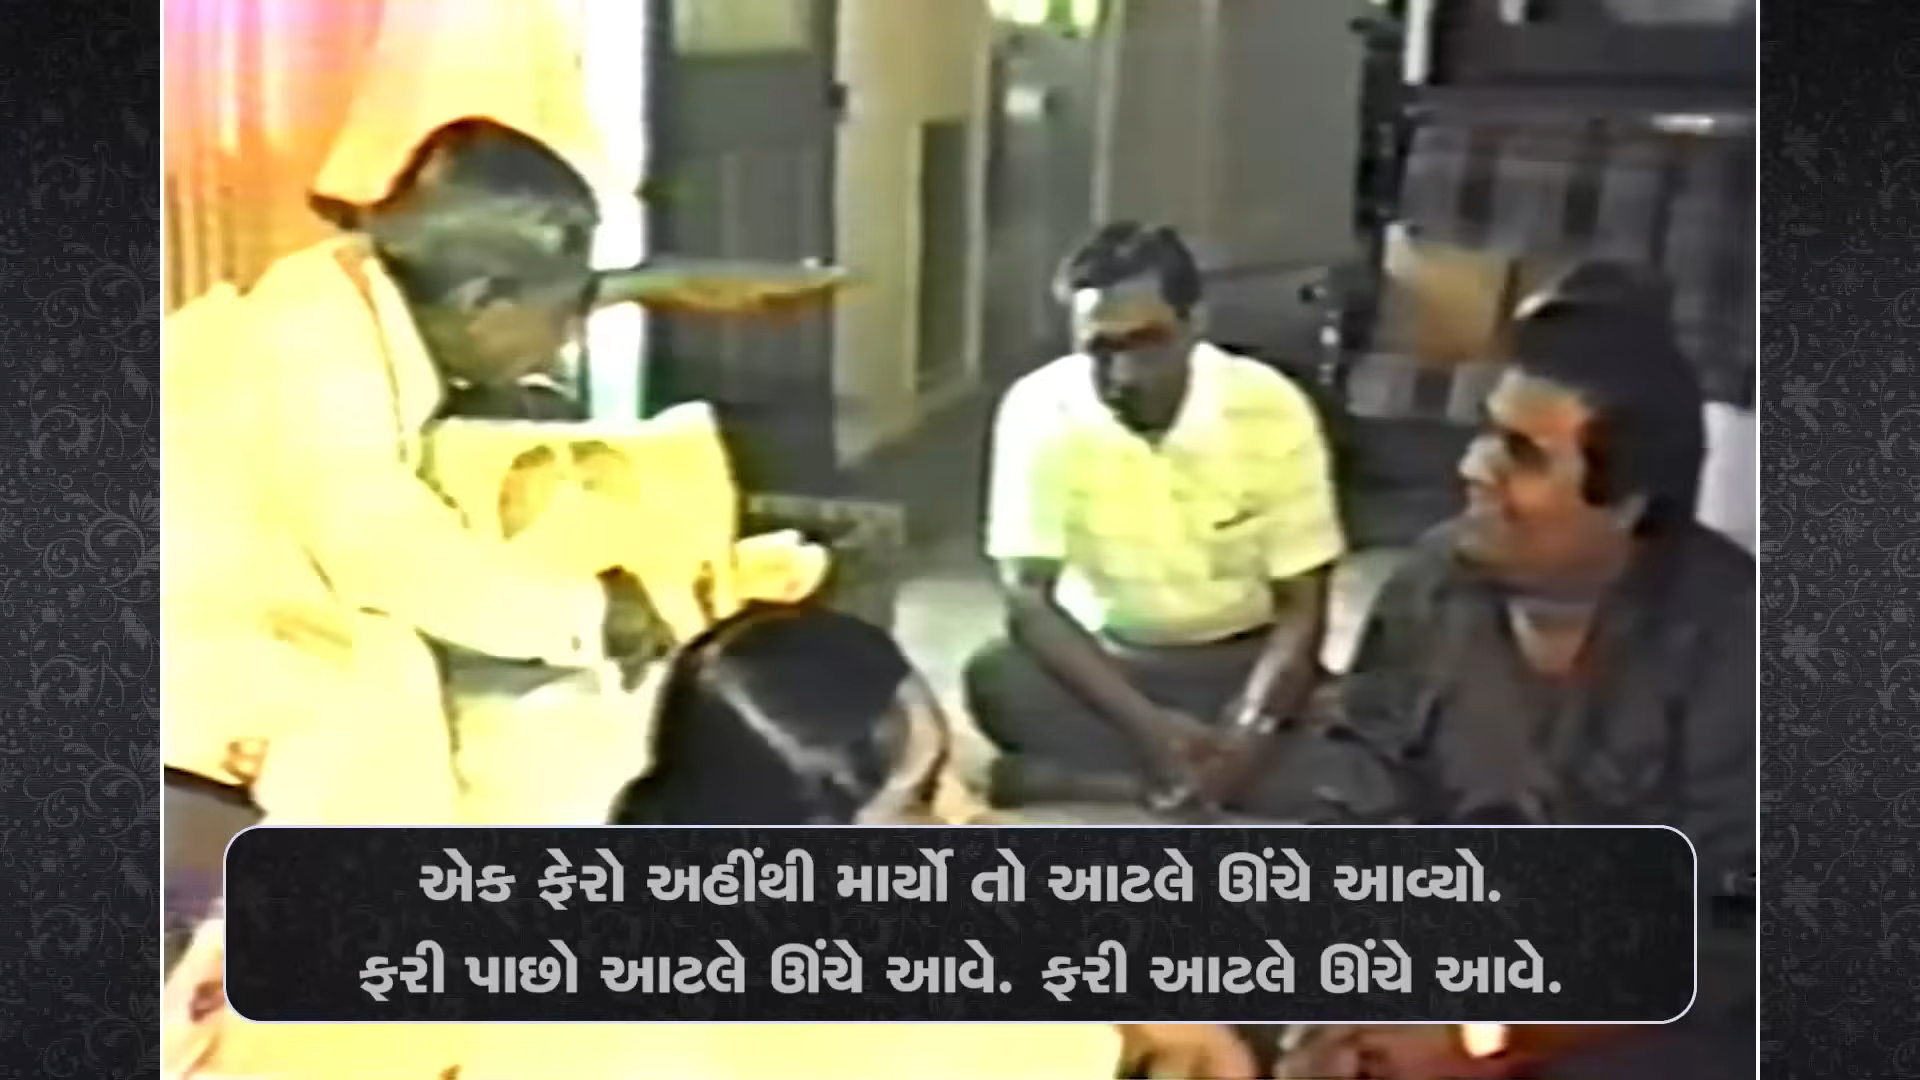 એક ફેરો અહીંથી માર્યો તો આટલે ઊંચે આવ્યો.
ફરી પાછો આટલે ઊંચે આવે. ફરી આટલે ઊંચે આવે.